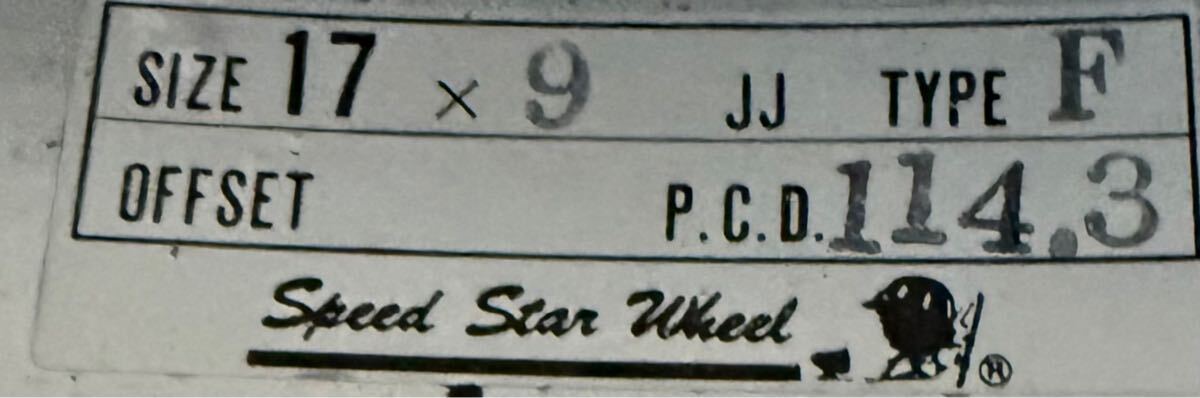 SIZE 17 × 9 JJ TYPE F
OFFSET P.C.D. 114.3
Speed Star Wheel